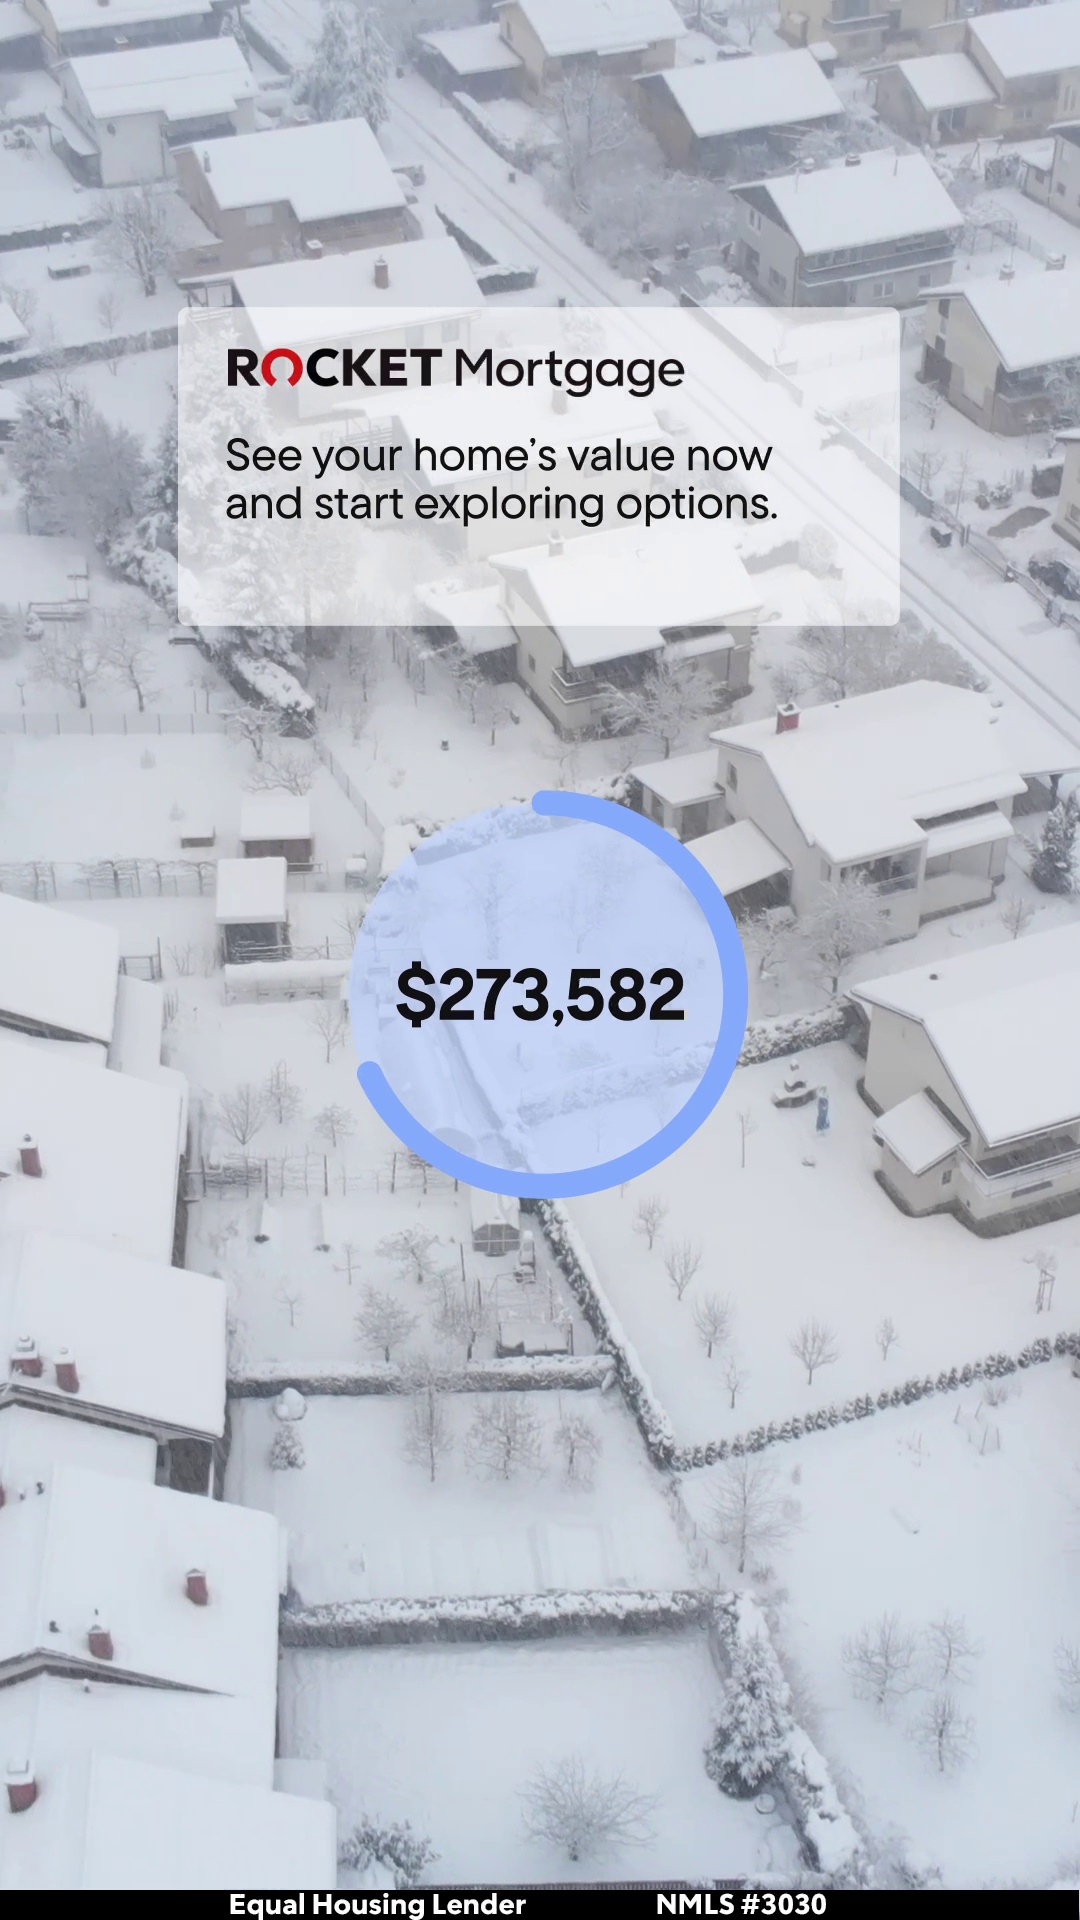 ROCKET Mortgage
See your home’s value now
and start exploring options.
$273,582
Equal Housing Lender NMLS #3030